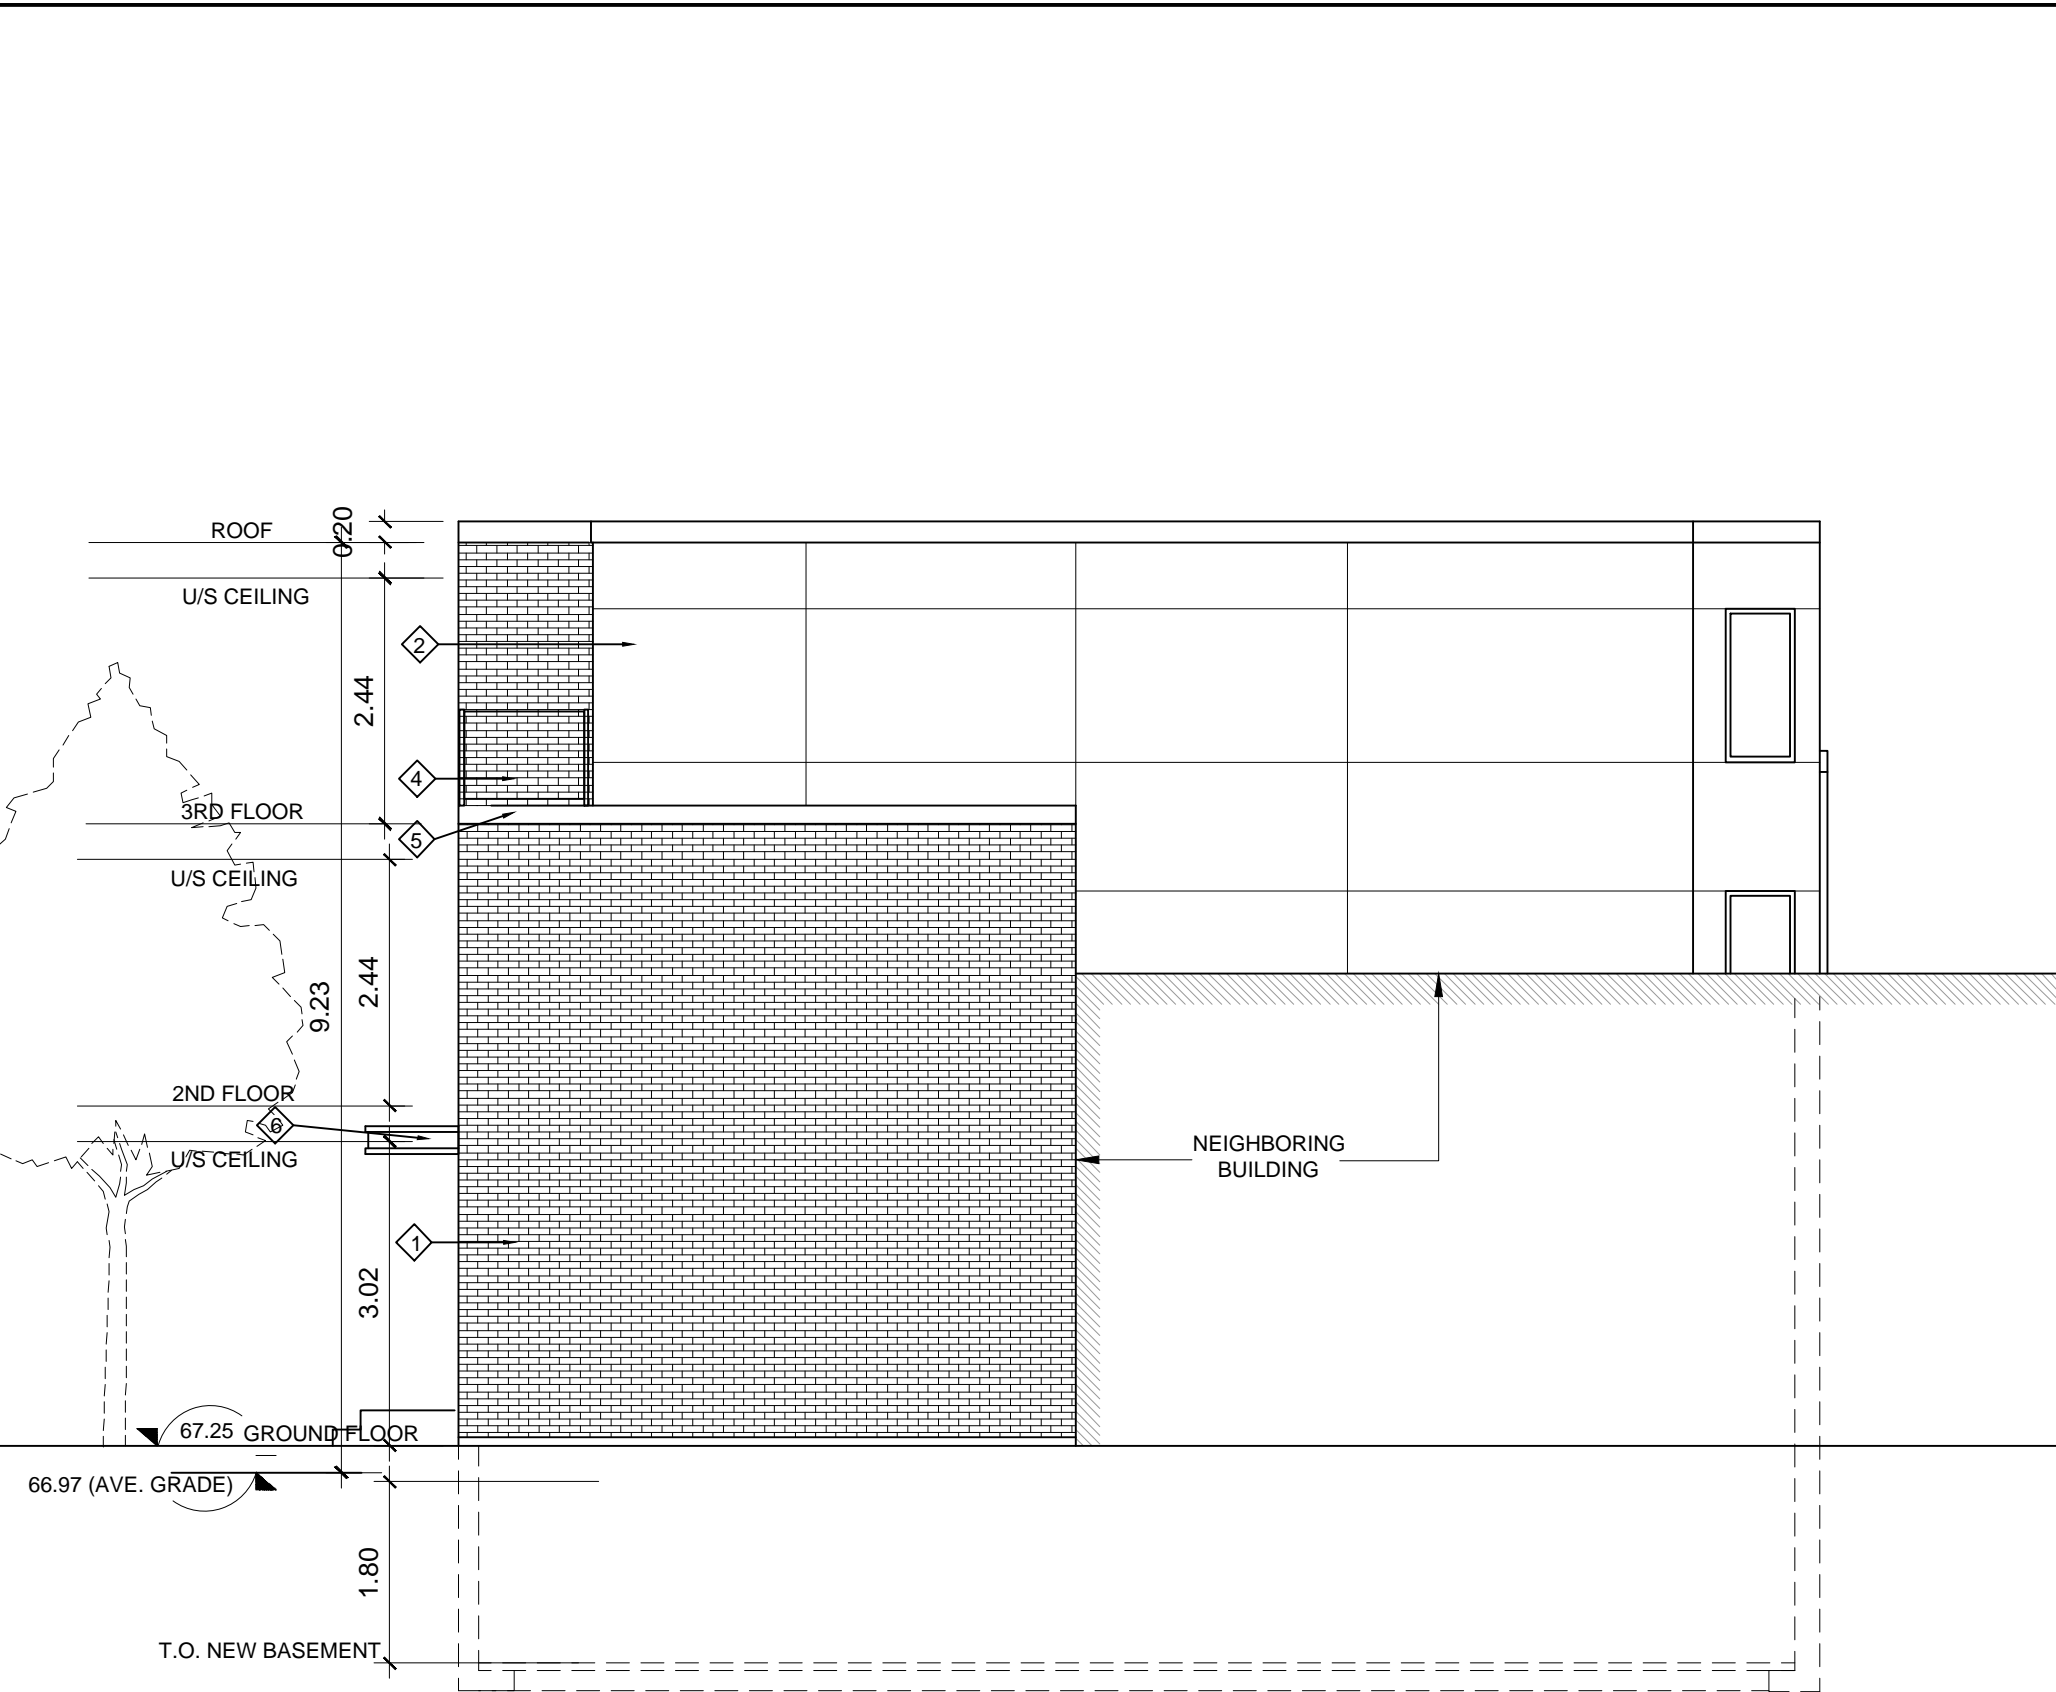 ROOF
0.20
U/S CEILING
2
2.44
4
3RD FLOOR
5
U/S CEILING
2.44
9.23
2ND FLOOR
6
U/S CEILING
NEIGHBORING
BUILDING
1
3.02
67.25 GROUND FLOOR
66.97 (AVE. GRADE)
1.80
T.O. NEW BASEMENT